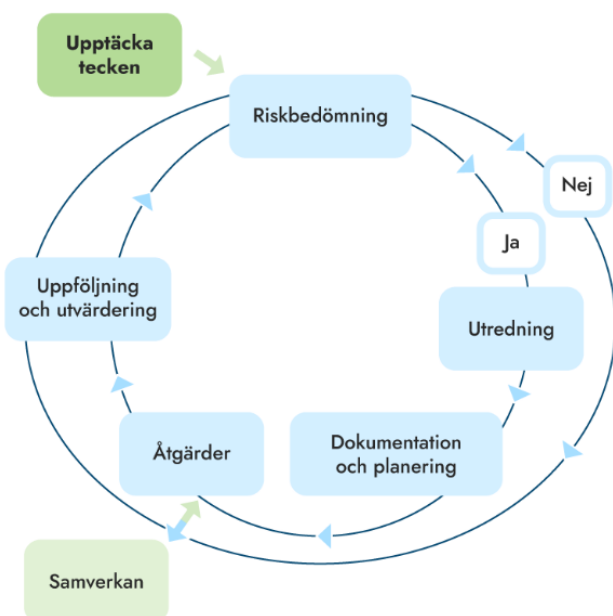 Upptäcka
tecken
Riskbedömning
Nej
Ja
Uppföljning
och utvärdering
Utredning
Åtgärder
Dokumentation
och planering
Samverkan